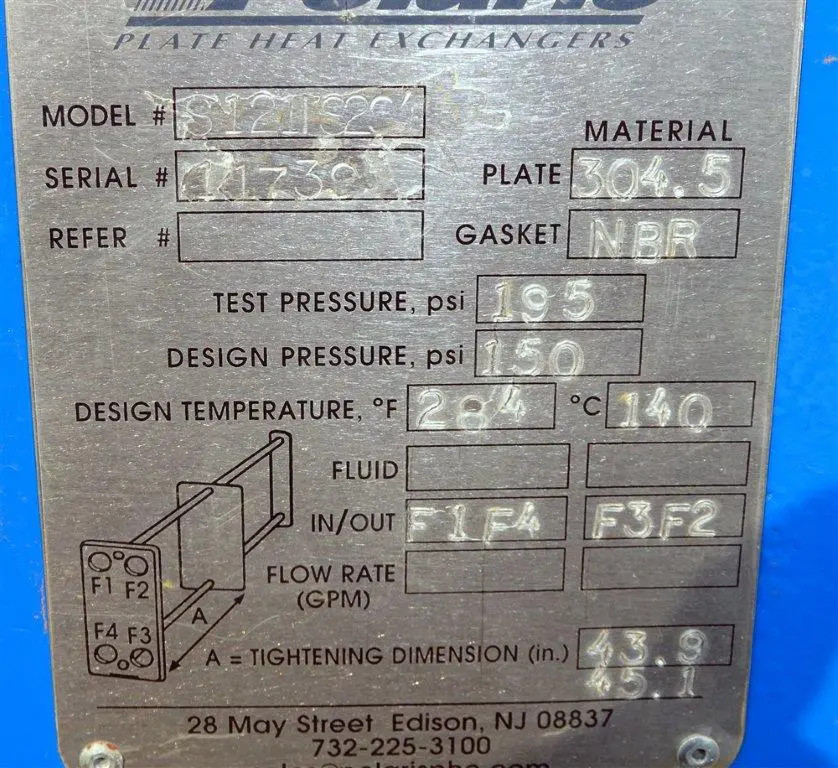 Polaris
PLATE HEAT EXCHANGERS
MODEL #
MATERIAL
SERIAL # PLATE 304.5
REFER # GASKET NBR
TEST PRESSURE, psi 195
DESIGN PRESSURE, psi 150
DESIGN TEMPERATURE, °F 284 °C 140
FLUID
IN/OUT F1F4 F3F2
FLOW RATE
(GPM)
F1 F2
A
F4 F3
A = TIGHTENING DIMENSION (in.) 43.9
45.1
28 May Street Edison, NJ 08837
732-225-3100